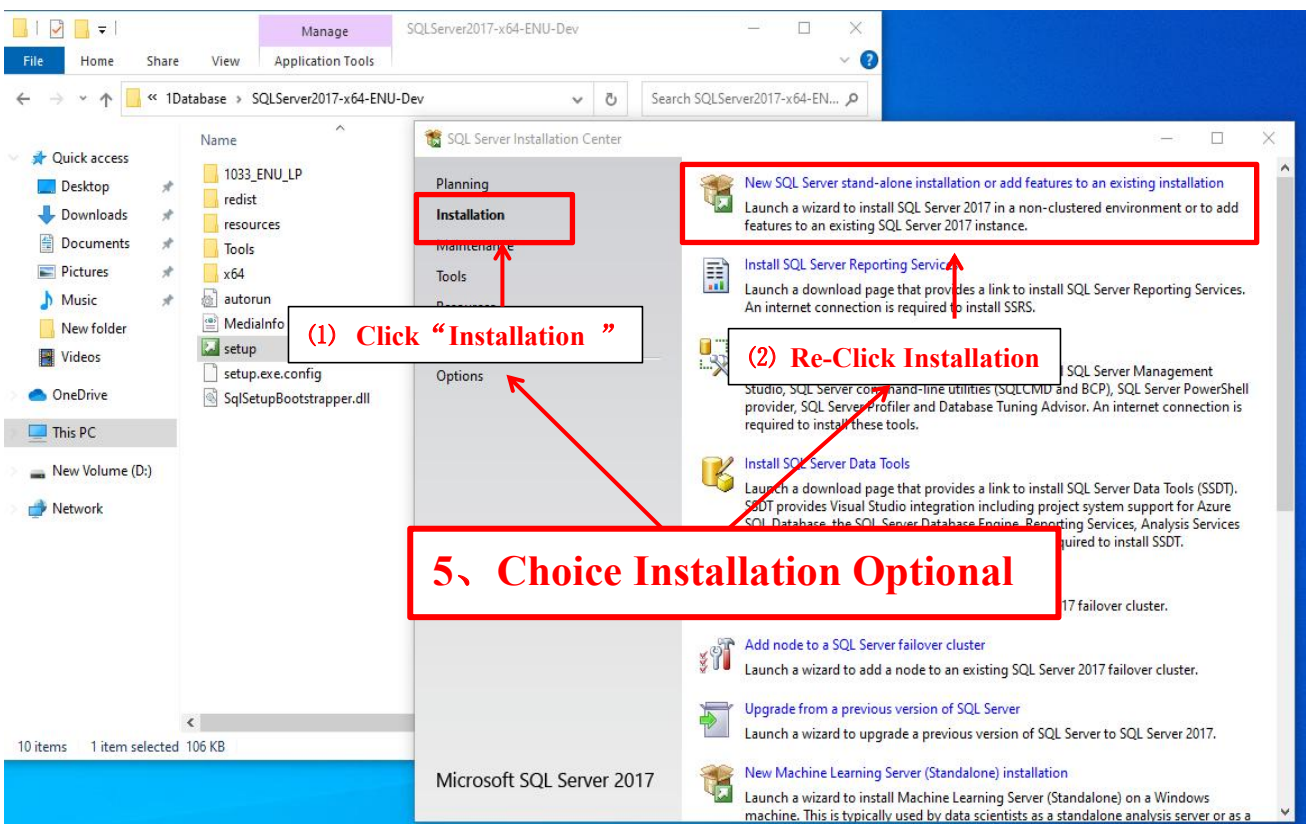 Manage
SQLServer2017-x64-ENU-Dev
File Home Share View Application Tools
« 1Database › SQLServer2017-x64-ENU-Dev
Search SQLServer2017-x64-EN...
Quick access
Desktop
Downloads
Documents
Pictures
Music
New folder
Videos
OneDrive
This PC
New Volume (D:)
Network
Name
1033_ENU_LP
redist
resources
Tools
x64
autorun
MediaInfo
setup
setup.exe.config
SqlSetupBootstrapper.dll
10 items 1 item selected 106 KB
SQL Server Installation Center
Planning
Installation
Maintenance
Tools
Options
Microsoft SQL Server 2017
New SQL Server stand-alone installation or add features to an existing installation
Launch a wizard to install SQL Server 2017 in a non-clustered environment or to add
features to an existing SQL Server 2017 instance.
Install SQL Server Reporting Services
Launch a download page that provides a link to install SQL Server Reporting Services.
An internet connection is required to install SSRS.
SQL Server Management
Studio, SQL Server command-line utilities (SQLCMD and BCP), SQL Server PowerShell
provider, SQL Server Profiler and Database Tuning Advisor. An internet connection is
required to install these tools.
Install SQL Server Data Tools
Launch a download page that provides a link to install SQL Server Data Tools (SSDT).
SSDT provides Visual Studio integration including project system support for Azure
SQL Database, the SQL Server Database Engine, Reporting Services, Analysis Services
required to install SSDT.
17 failover cluster.
Add node to a SQL Server failover cluster
Launch a wizard to add a node to an existing SQL Server 2017 failover cluster.
Upgrade from a previous version of SQL Server
Launch a wizard to upgrade a previous version of SQL Server to SQL Server 2017.
New Machine Learning Server (Standalone) installation
Launch a wizard to install Machine Learning Server (Standalone) on a Windows
machine. This is typically used by data scientists as a standalone analysis server or as a
⑴ Click “Installation ”
⑵ Re-Click Installation
5、Choice Installation Optional